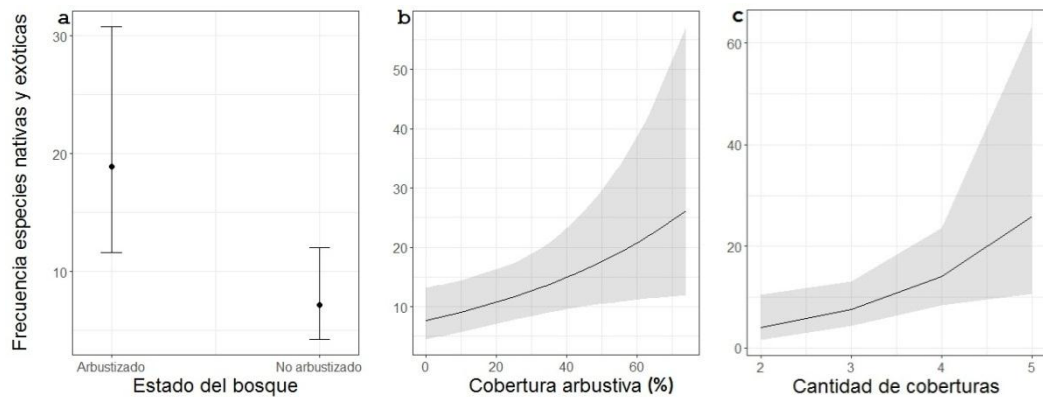 a
b
c
Frecuencia especies nativas y exóticas
30
20
10
Arbustizado
No arbustizado
Estado del bosque
50
40
30
20
10
0
20
40
60
Cobertura arbustiva (%)
60
40
20
0
2
3
4
5
Cantidad de coberturas